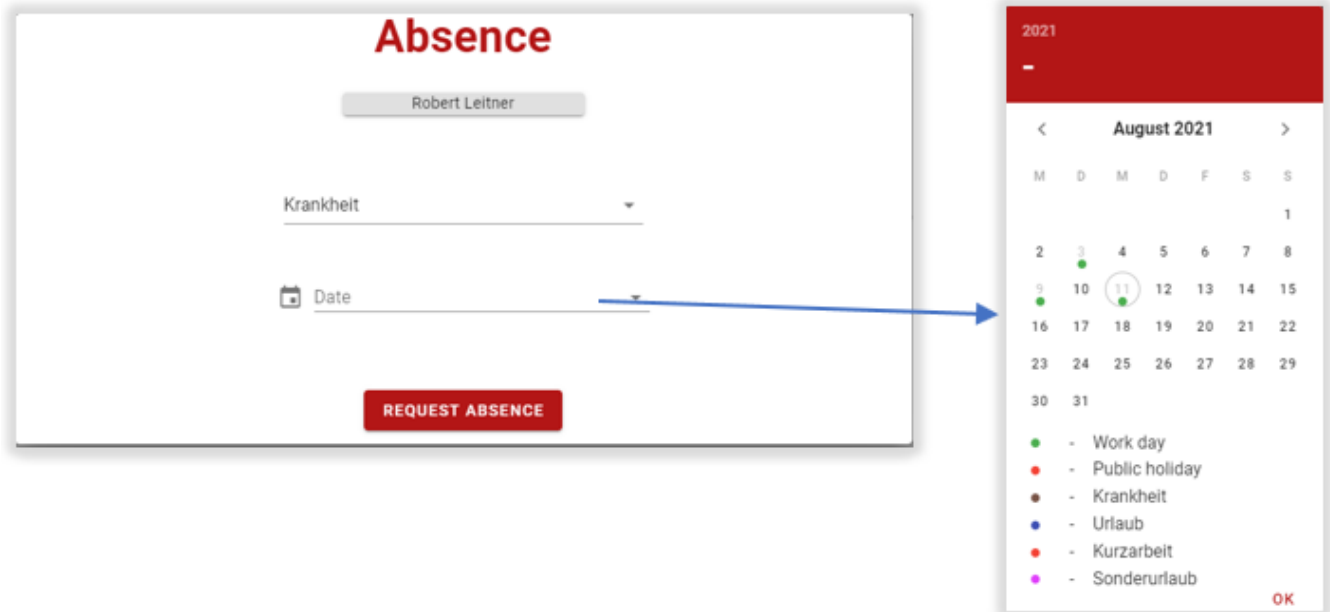 Absence
Robert Leitner
Krankheit
Date
REQUEST ABSENCE
2021
-
< August 2021 >
M D M D F S S
1
2 3 4 5 6 7 8
9 10 11 12 13 14 15
16 17 18 19 20 21 22
23 24 25 26 27 28 29
30 31
- Work day
- Public holiday
- Krankheit
- Urlaub
- Kurzarbeit
- Sonderurlaub
OK